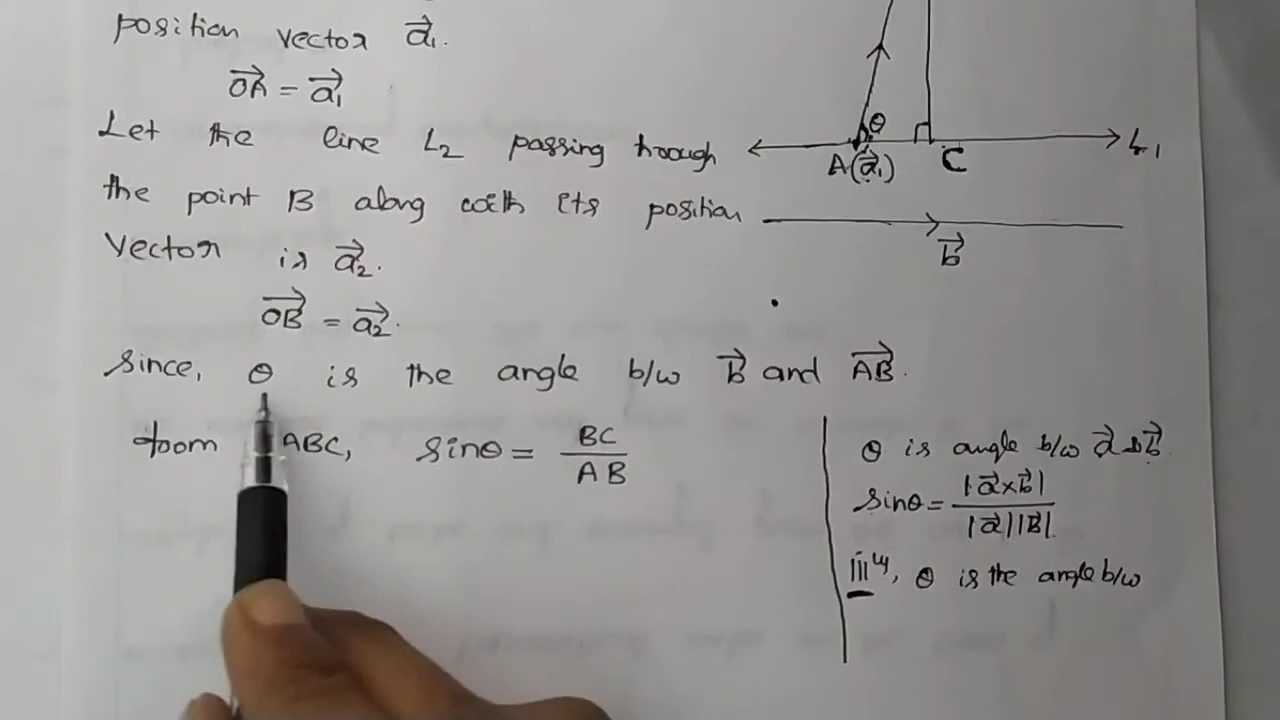 position vector a⃗₁.
OA⃗ = a⃗₁
Let the line L₂ passing hrough
the point B along with its position
vector is a⃗₂.
OB⃗ = a⃗₂.
since, θ is the angle b/w b⃗ and AB⃗.
from ABC, sinθ = BC/AB
θ
A(a⃗₁)
C
L₁
b⃗
θ is angle b/w a⃗ & b⃗.
sinθ = |a⃗×b⃗| / |a⃗||B⃗|.
|||ly, θ is the angle b/w